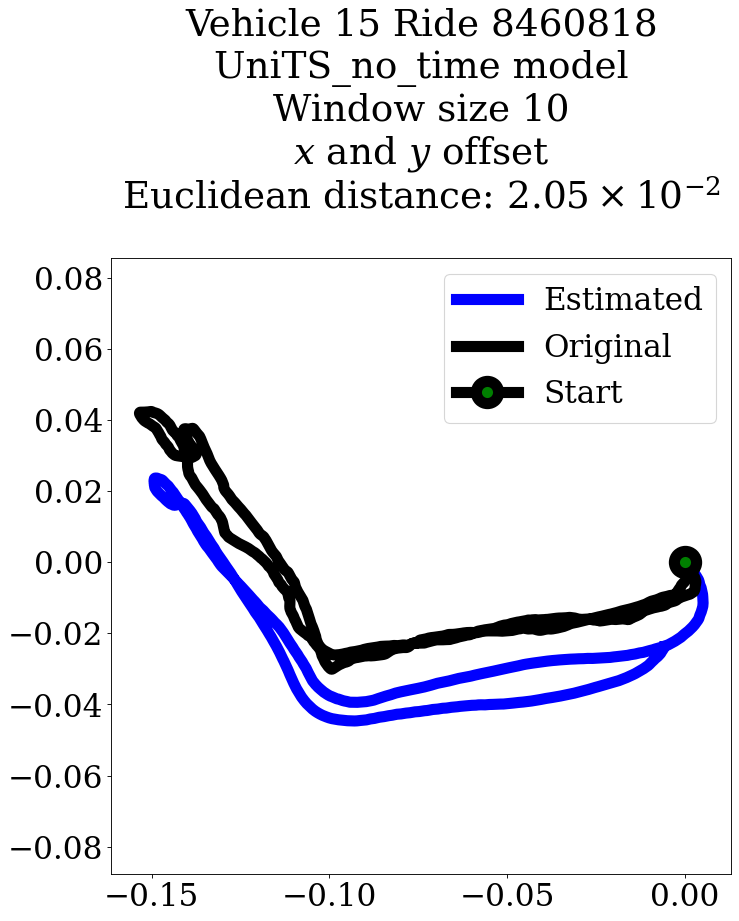 Vehicle 15 Ride 8460818
UniTS_no_time model
Window size 10
x and y offset
Euclidean distance: 2.05 × 10⁻²
Estimated
Original
Start
0.08
0.06
0.04
0.02
0.00
−0.02
−0.04
−0.06
−0.08
−0.15 −0.10 −0.05 0.00